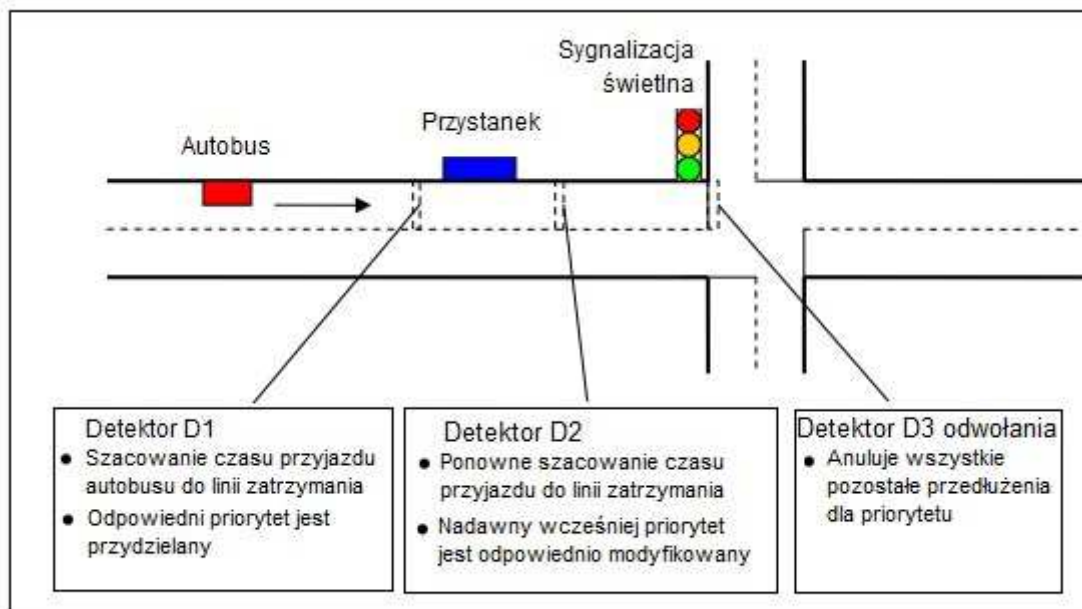 Sygnalizacja
świetlna
Przystanek
Autobus
Detektor D1
● Szacowanie czasu przyjazdu
autobusu do linii zatrzymania
● Odpowiedni priorytet jest
przydzielany
Detektor D2
● Ponowne szacowanie czasu
przyjazdu do linii zatrzymania
● Nadawny wcześniej priorytet
jest odpowiednio modyfikowany
Detektor D3 odwołania
● Anuluje wszystkie
pozostałe przedłużenia
dla priorytetu